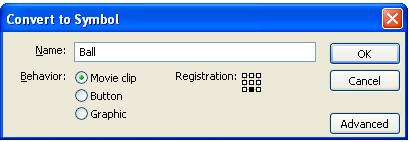 Convert to Symbol
Name: Ball OK
Behavior: Movie clip Registration: Cancel
Button
Graphic
Advanced